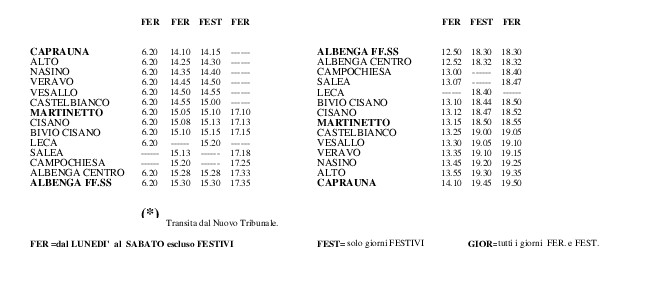 FER FER FEST FER
CAPRAUNA 6.20 14.10 14.15 ------
ALTO 6.20 14.25 14.30 ------
NASINO 6.20 14.35 14.40 ------
VERAVO 6.20 14.45 14.50 ------
VESALLO 6.20 14.50 14.55 ------
CASTELBIANCO 6.20 14.55 15.00 ------
MARTINETTO 6.20 15.05 15.10 17.10
CISANO 6.20 15.08 15.13 17.13
BIVIO CISANO 6.20 15.10 15.15 17.15
LECA 6.20 ------ 15.20 ------
SALEA ------ 15.13 ------ 17.18
CAMPOCHIESA ------ 15.20 ------ 17.25
ALBENGA CENTRO 6.20 15.28 15.28 17.33
ALBENGA FF.SS 6.20 15.30 15.30 17.35
(*)
Transita dal Nuovo Tribunale.
FER =dal LUNEDI' al SABATO escluso FESTIVI
FER FEST FER
ALBENGA FF.SS 12.50 18.30 18.30
ALBENGA CENTRO 12.52 18.32 18.32
CAMPOCHIESA 13.00 ------ 18.40
SALEA 13.07 ------ 18.47
LECA ------ 18.40 ------
BIVIO CISANO 13.10 18.44 18.50
CISANO 13.12 18.47 18.52
MARTINETTO 13.15 18.50 18.55
CASTELBIANCO 13.25 19.00 19.05
VESALLO 13.30 19.05 19.10
VERAVO 13.35 19.10 19.15
NASINO 13.45 19.20 19.25
ALTO 13.55 19.30 19.35
CAPRAUNA 14.10 19.45 19.50
FEST= solo giorni FESTIVI
GIOR=tutti i giorni FER. e FEST.